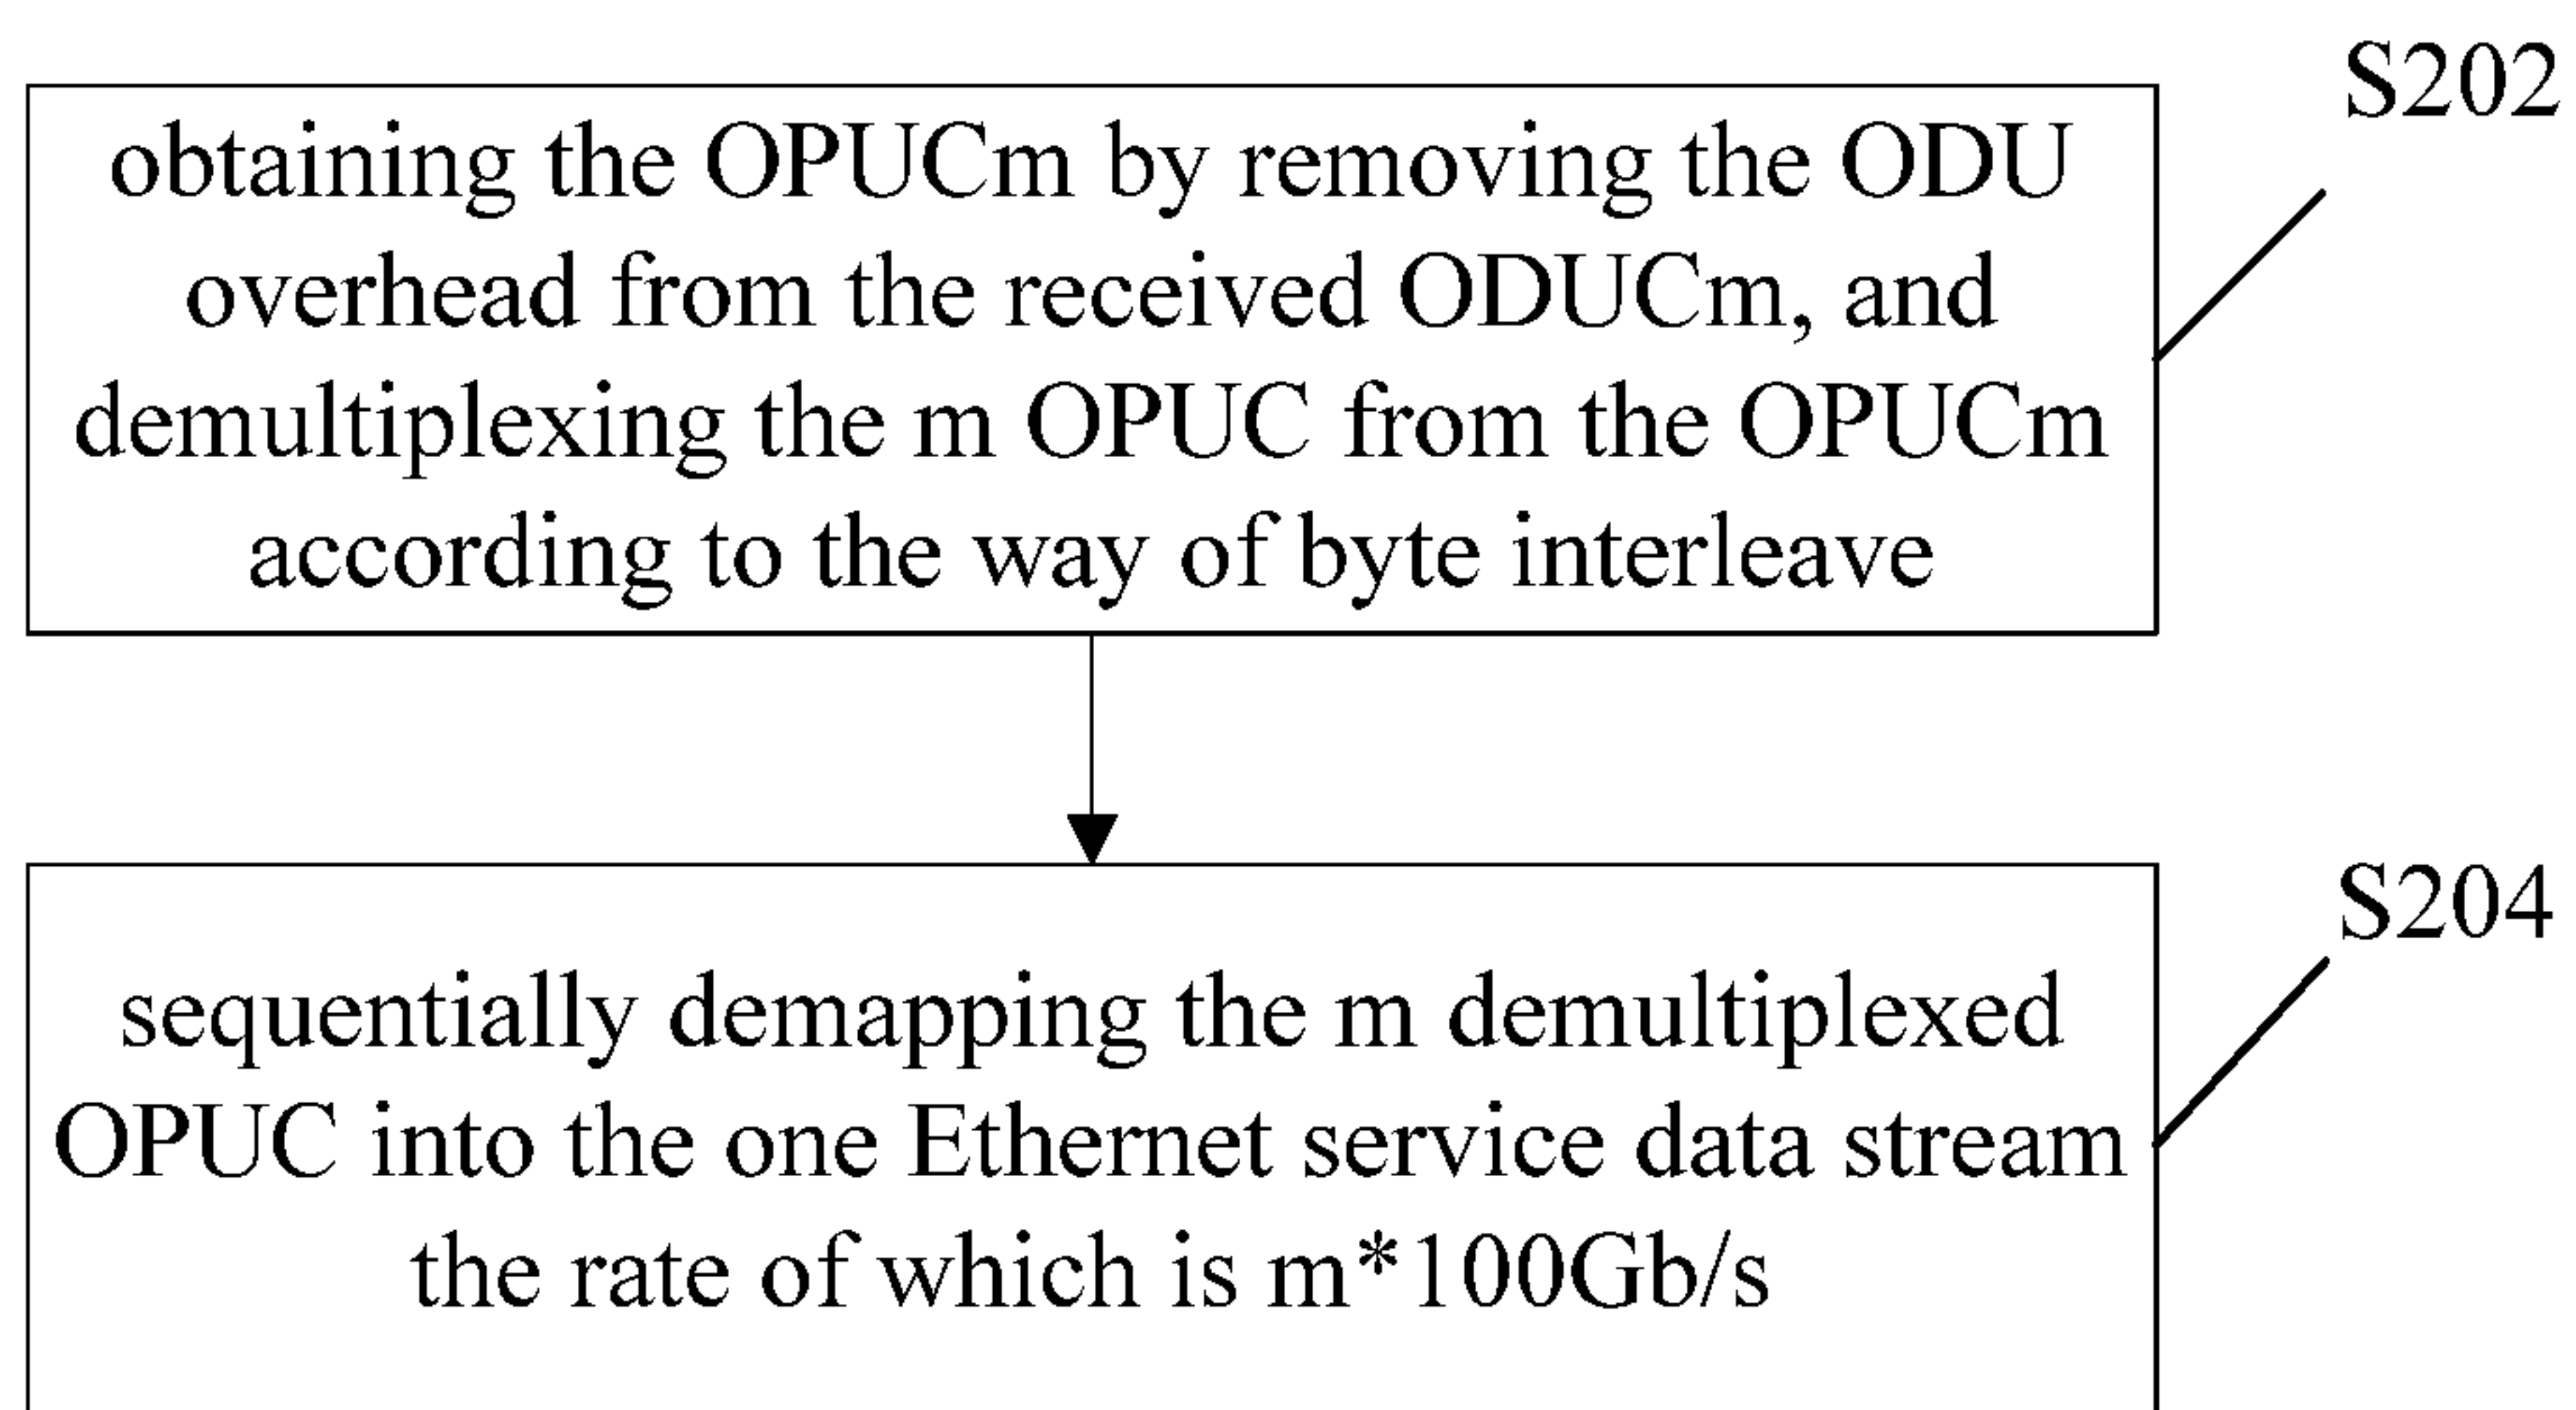 S202
obtaining the OPUCm by removing the ODU
overhead from the received ODUCm, and
demultiplexing the m OPUC from the OPUCm
according to the way of byte interleave
S204
sequentially demapping the m demultiplexed
OPUC into the one Ethernet service data stream
the rate of which is m*100Gb/s